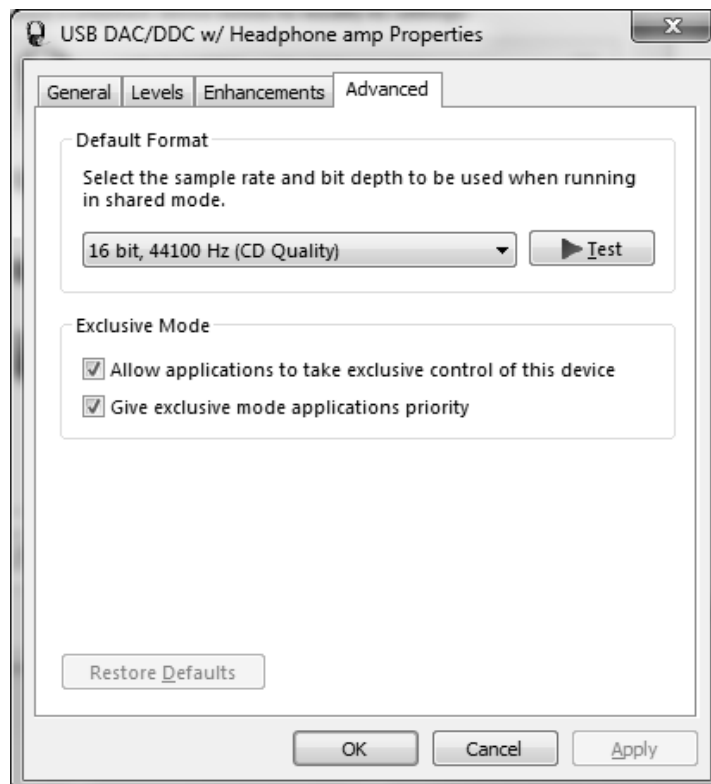 USB DAC/DDC w/ Headphone amp Properties
General Levels Enhancements Advanced
Default Format
Select the sample rate and bit depth to be used when running
in shared mode.
16 bit, 44100 Hz (CD Quality) Test
Exclusive Mode
Allow applications to take exclusive control of this device
Give exclusive mode applications priority
Restore Defaults
OK Cancel Apply